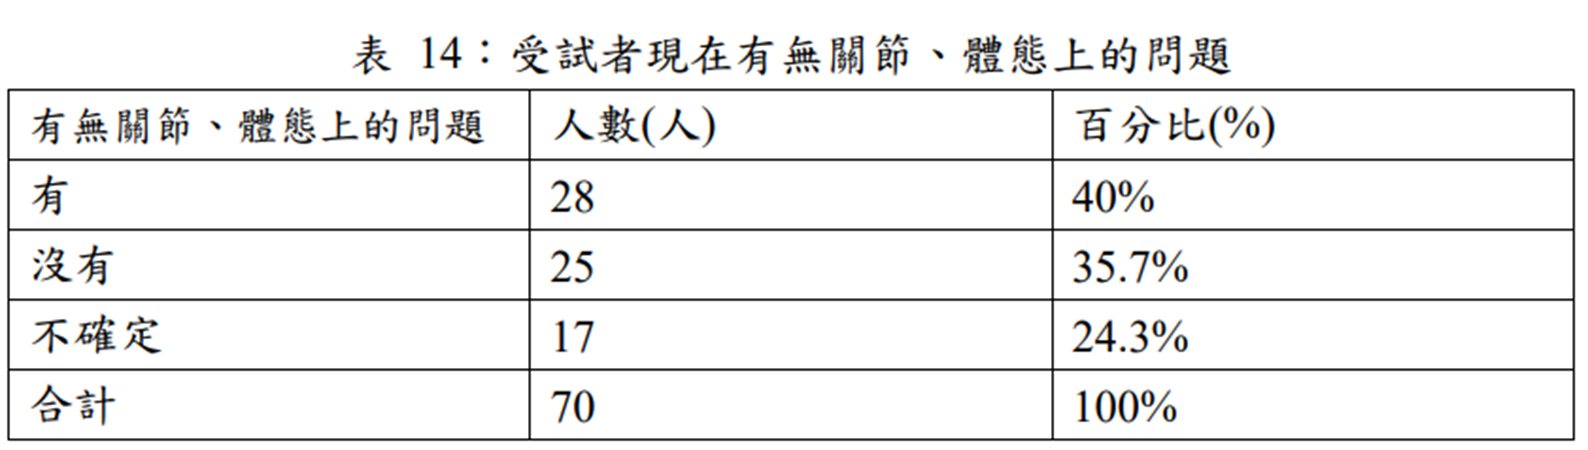 表 14：受試者現在有無關節、體態上的問題
有無關節、體態上的問題 人數(人) 百分比(%)
有 28 40%
沒有 25 35.7%
不確定 17 24.3%
合計 70 100%